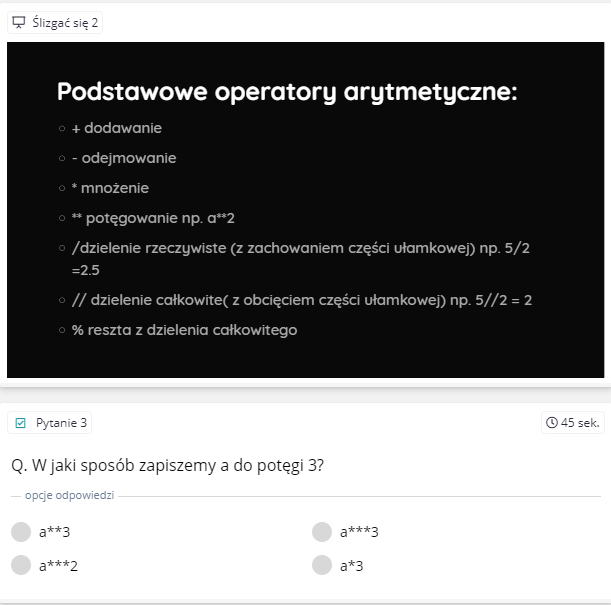 Ślizgać się 2
Podstawowe operatory arytmetyczne:
+ dodawanie
- odejmowanie
* mnożenie
** potęgowanie np. a**2
/dzielenie rzeczywiste (z zachowaniem części ułamkowej) np. 5/2
=2.5
// dzielenie całkowite( z obcięciem części ułamkowej) np. 5//2 = 2
% reszta z dzielenia całkowitego
Pytanie 3
45 sek.
Q. W jaki sposób zapiszemy a do potęgi 3?
opcje odpowiedzi
a**3
a***3
a***2
a*3